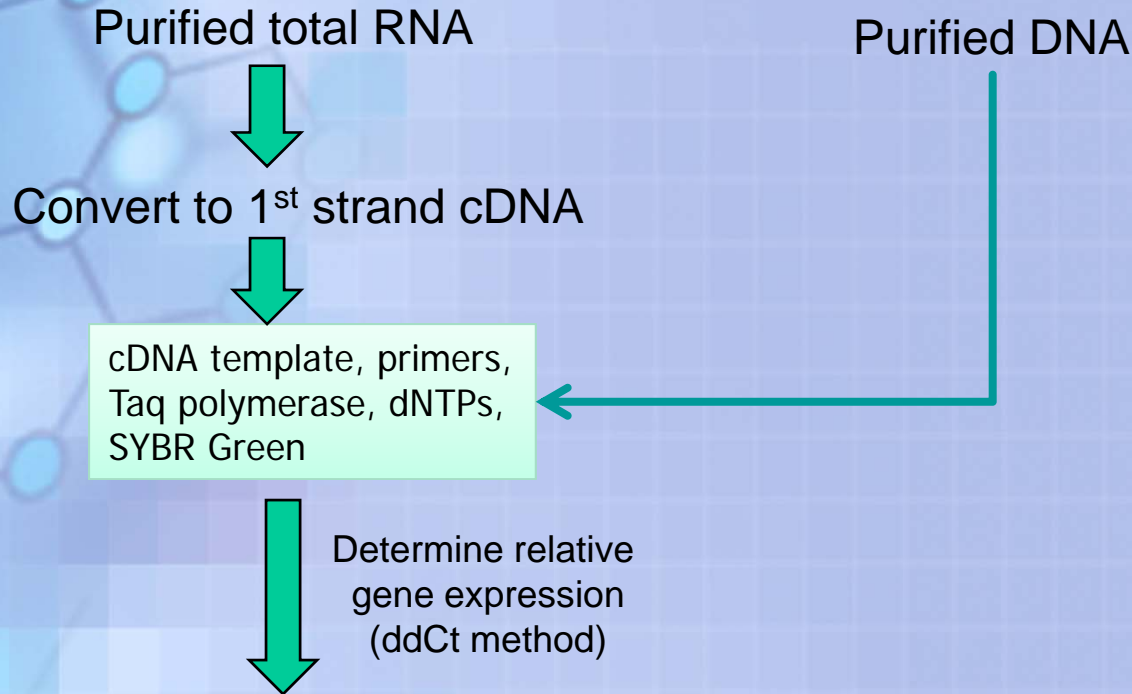 Purified total RNA
Purified DNA
Convert to 1st strand cDNA
cDNA template, primers,
Taq polymerase, dNTPs,
SYBR Green
Determine relative
gene expression
(ddCt method)